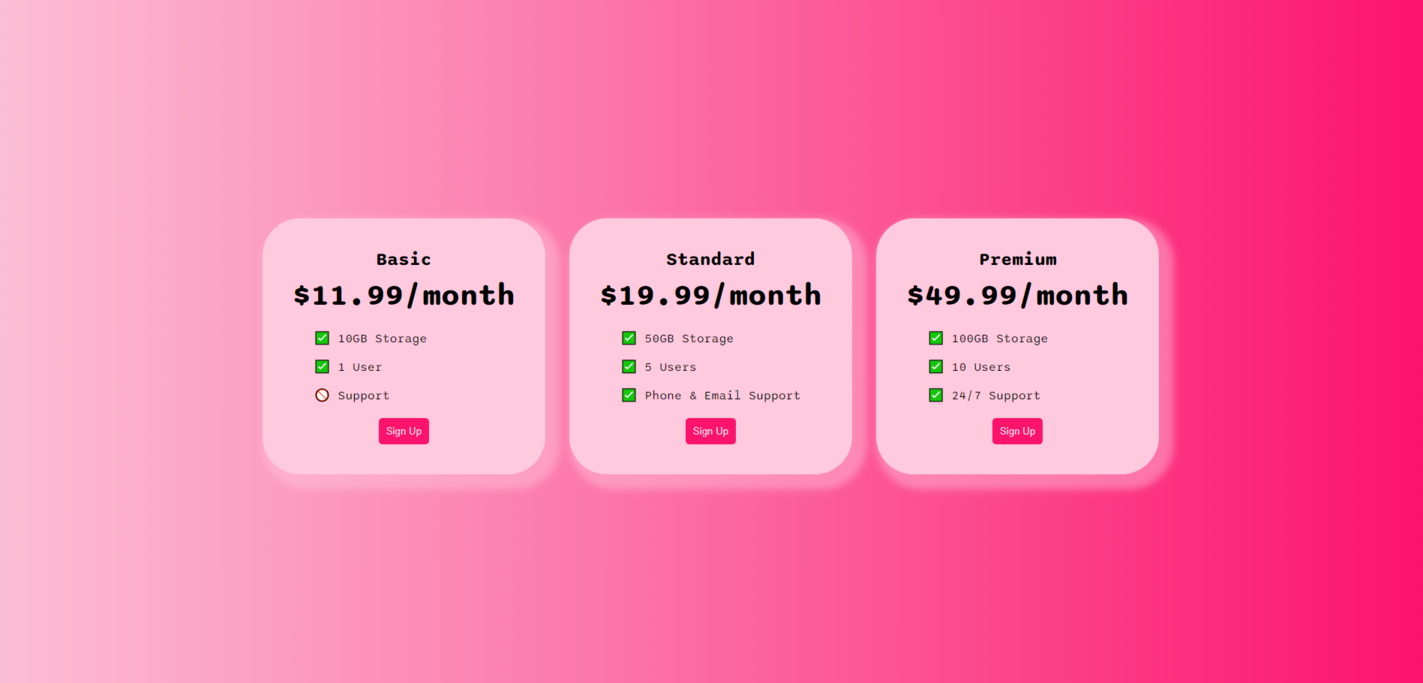 Basic
$11.99/month
10GB Storage
1 User
Support
Sign Up
Standard
$19.99/month
50GB Storage
5 Users
Phone & Email Support
Sign Up
Premium
$49.99/month
100GB Storage
10 Users
24/7 Support
Sign Up